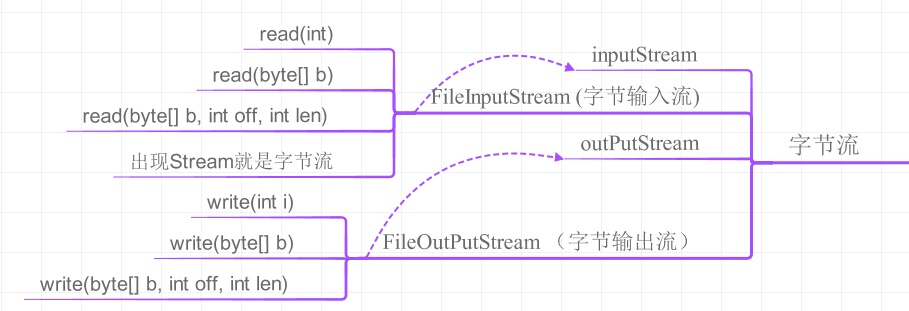 read(int)
inputStream
read(byte[] b)
FileInputStream (字节输入流)
read(byte[] b, int off, int len)
outPutStream
字节流
出现Stream就是字节流
write(int i)
write(byte[] b)
FileOutPutStream （字节输出流）
write(byte[] b, int off, int len)